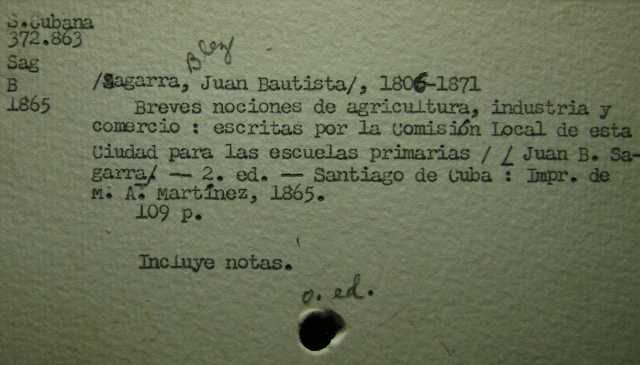 S.Cubana
372.863
Sag
B
1865
Blez
/Sagarra, Juan Bautista/, 1806-1871
Breves nociones de agricultura, industria y
comercio : escritas por la Comisión Local de esta
Ciudad para las escuelas primarias / / Juan B. Sa-
garra/ — 2. ed. — Santiago de Cuba : Impr. de
M. A. Martínez, 1865.
109 p.
Incluye notas.
o. ed.